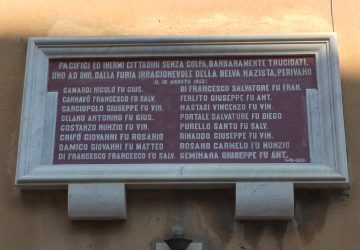 PACIFICI ED INERMI CITTADINI SENZA COLPA, BARBARAMENTE TRUCIDATI,
UNO AD UNO, DALLA FURIA IRRAGIONEVOLE DELLA BELVA NAZISTA, PERIVANO
IL 12 AGOSTO 1943:
CAMARDI NICOLÒ FU GIUS.
CANNAVÒ FRANCESCO FU SALV.
CARCIOPOLO GIUSEPPE FU VIN.
CELANO ANTONINO FU GIUS.
COSTANZO NUNZIO FU VIN.
CRIFÒ GIOVANNI FU ROSARIO
DAMICO GIOVANNI FU MATTEO
DI FRANCESCO FRANCESCO FU SALV.
DI FRANCESCO SALVATORE FU FRAN.
FERLITO GIUSEPPE FU ANT.
NASTASI VINCENZO FU VIN.
PORTALE SALVATORE FU DIEGO
PURELLO SANTO FU SALV.
RINAUDO GIUSEPPE FU VIN.
ROSANO CARMELO FU NUNZIO
SEMINARA GIUSEPPE FU ANT.